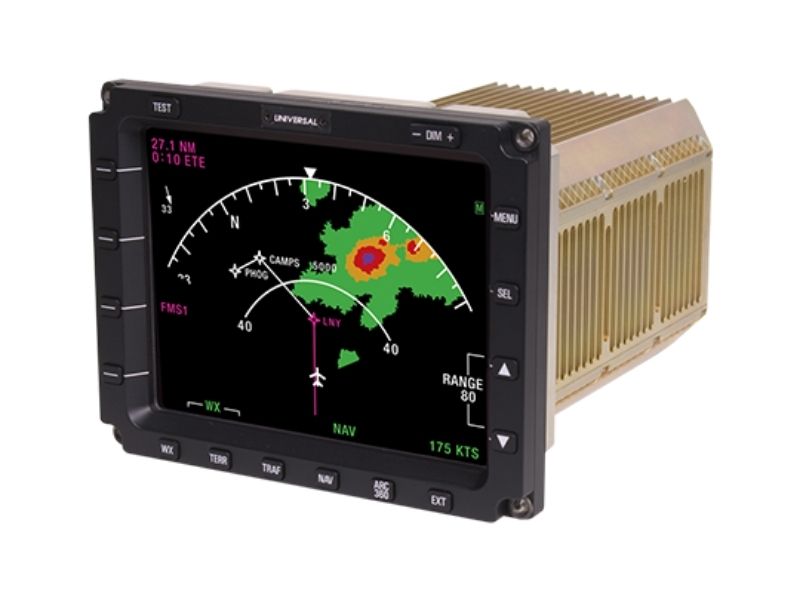 TEST
UNIVERSAL
− DIM +
27.1 NM
0:10 ETE
33
N
3
6
M
MENU
CAMPS
PHOG
SEL
FMS1
LNY
40
40
RANGE
80
WX
NAV
175 KTS
WX
TERR
TRAF
NAV
ARC
360
EXT